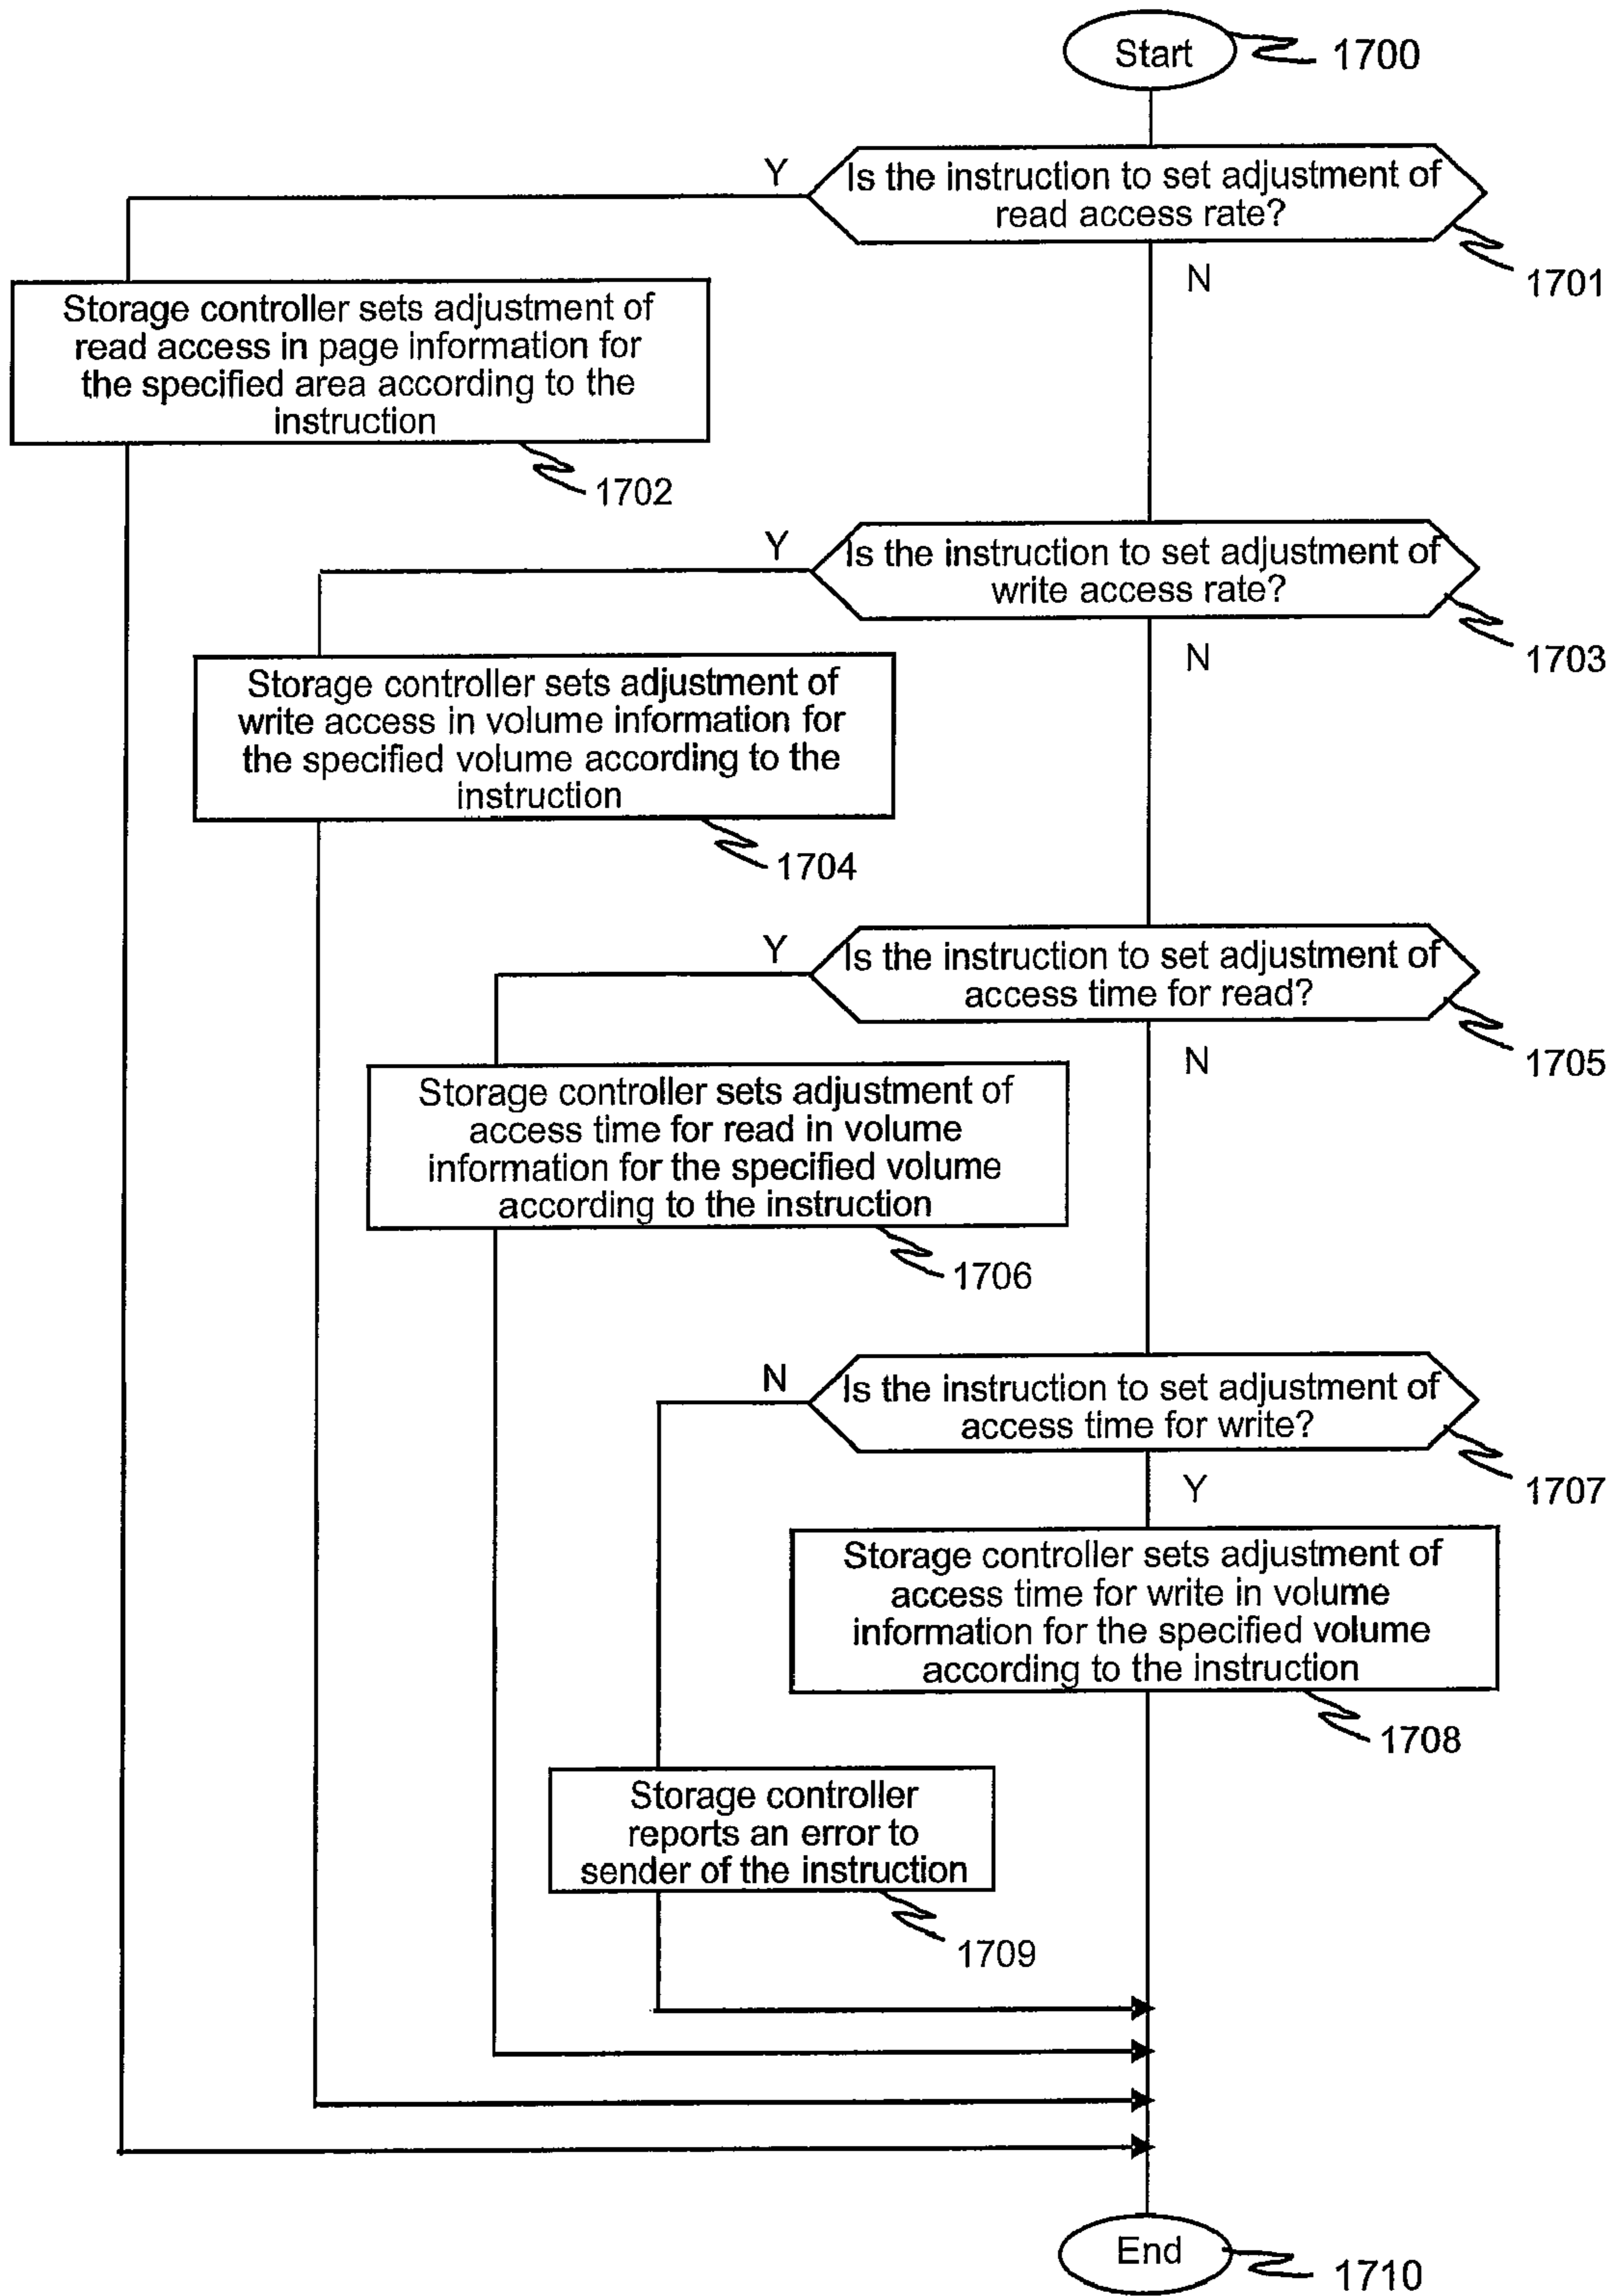 Start
1700
Y
Is the instruction to set adjustment of
read access rate?
N
1701
Storage controller sets adjustment of
read access in page information for
the specified area according to the
instruction
1702
Y
Is the instruction to set adjustment of
write access rate?
N
1703
Storage controller sets adjustment of
write access in volume information for
the specified volume according to the
instruction
1704
Y
Is the instruction to set adjustment of
access time for read?
N
1705
Storage controller sets adjustment of
access time for read in volume
information for the specified volume
according to the instruction
1706
N
Is the instruction to set adjustment of
access time for write?
Y
1707
Storage controller sets adjustment of
access time for write in volume
information for the specified volume
according to the instruction
1708
Storage controller
reports an error to
sender of the instruction
1709
End
1710